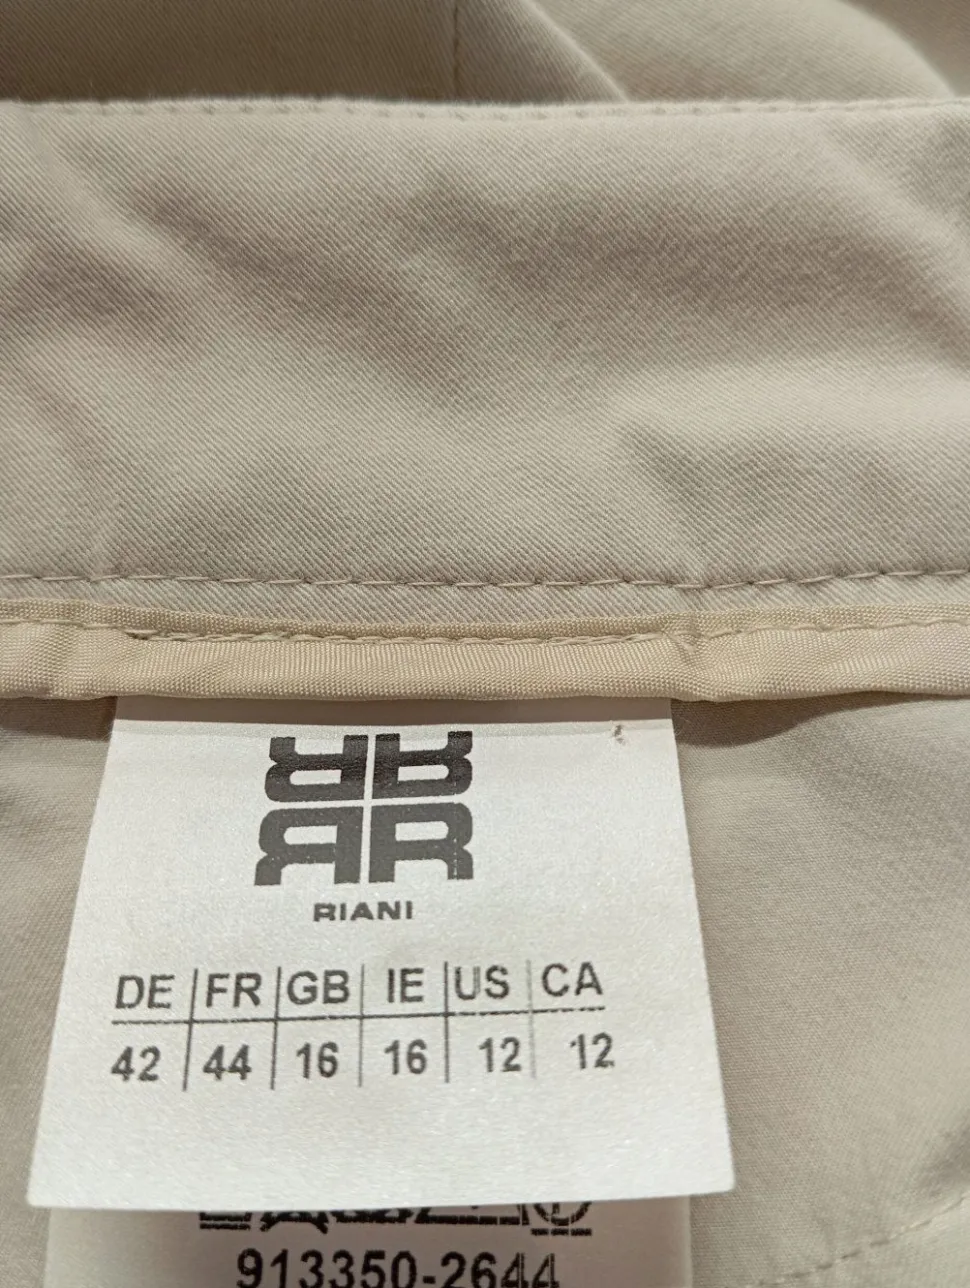 RIANI
DE FR GB IE US CA
42 44 16 16 12 12
913350-2644